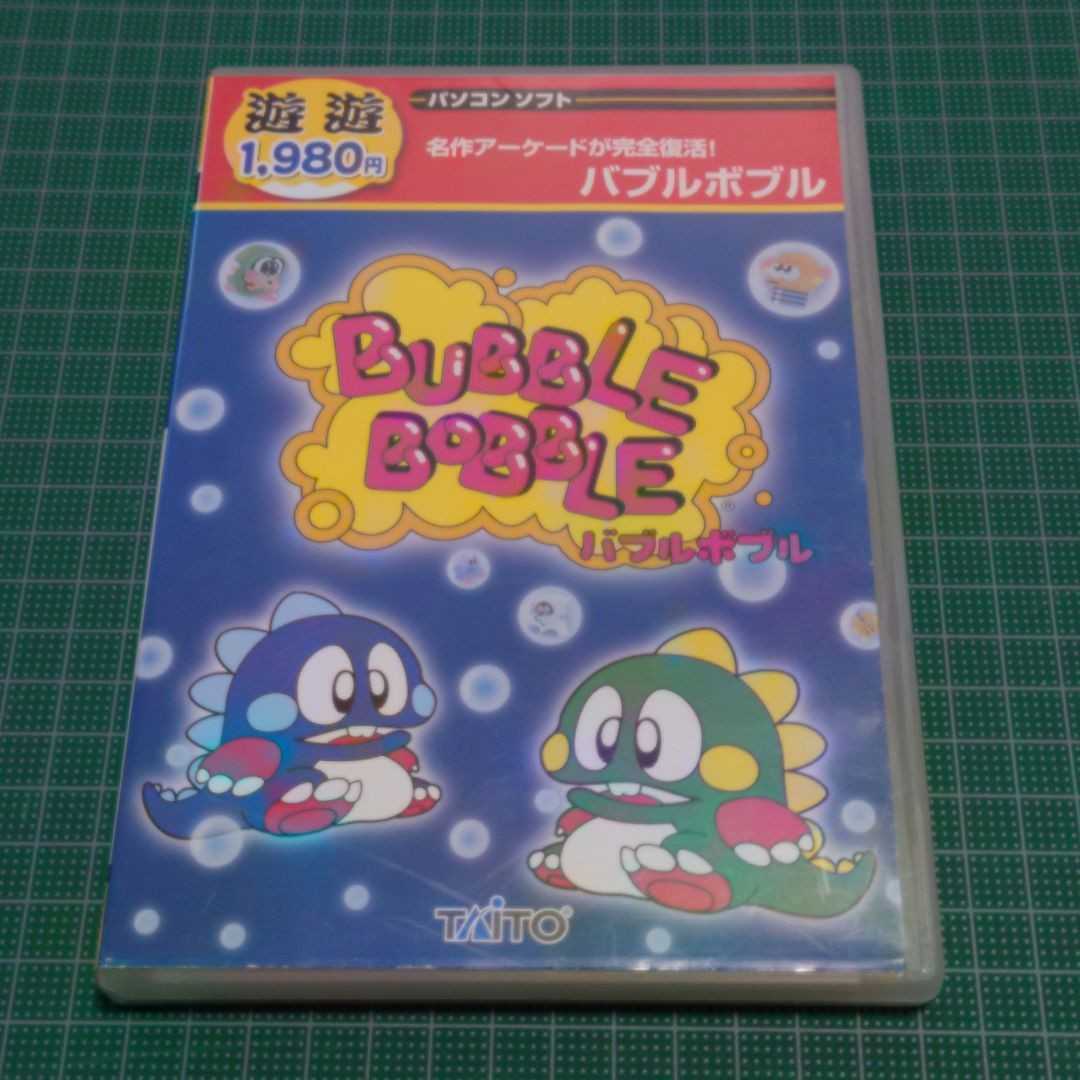 遊遊
1,980円
パソコンソフト
名作アーケードが完全復活!
バブルボブル
BUBBLE
BOBBLE
®
バブルボブル
TAITO®